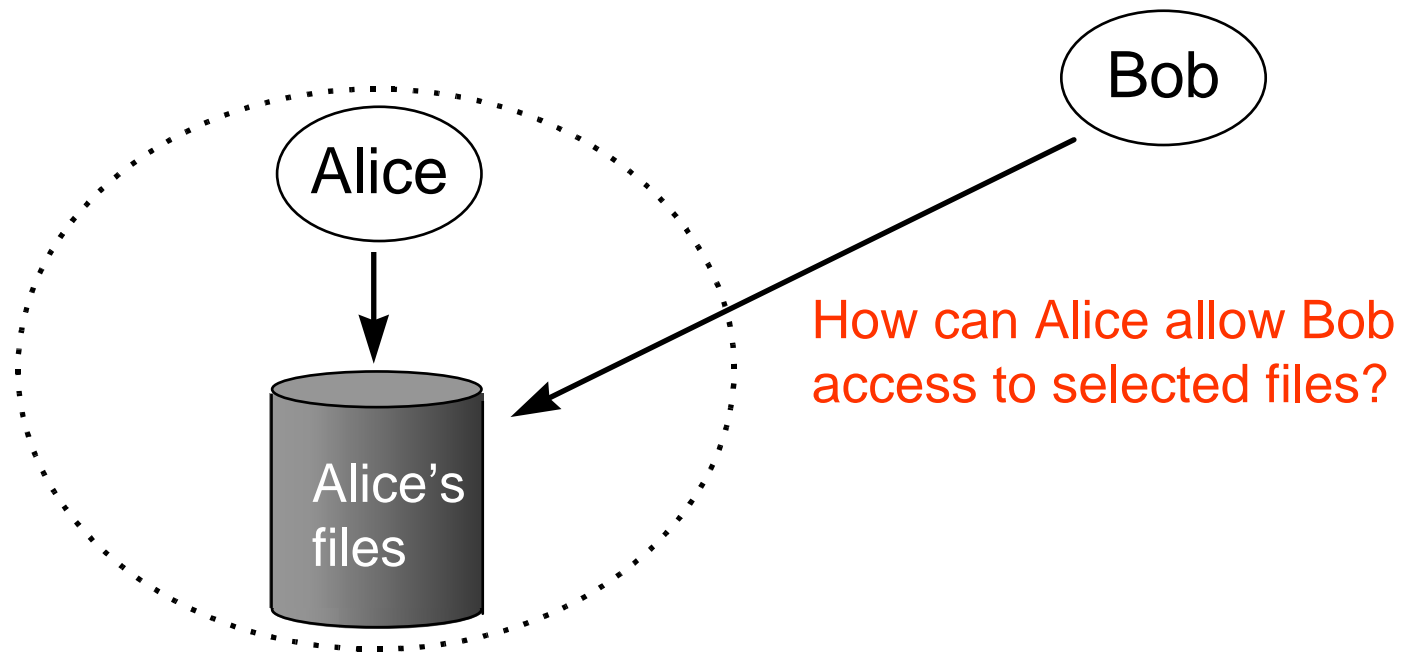 Bob
Alice
How can Alice allow Bob
access to selected files?
Alice’s
files